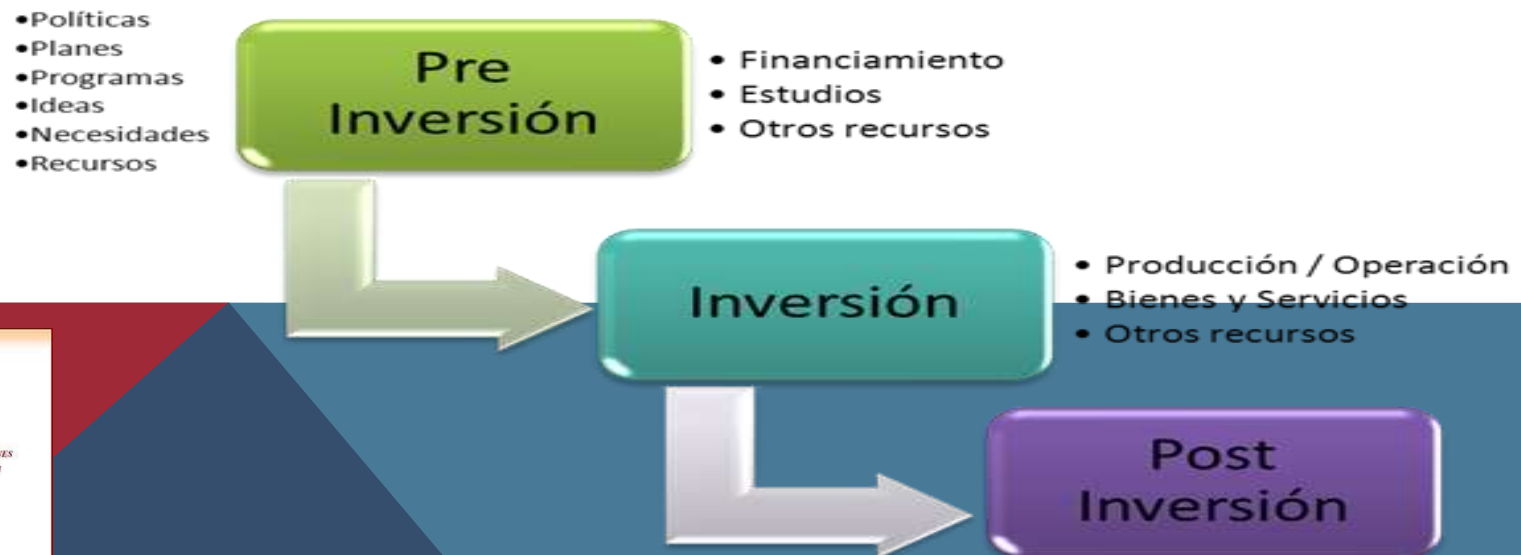 •Políticas
•Planes
•Programas
•Ideas
•Necesidades
•Recursos
Pre
Inversión
• Financiamiento
• Estudios
• Otros recursos
Inversión
• Producción / Operación
• Bienes y Servicios
• Otros recursos
Post
Inversión